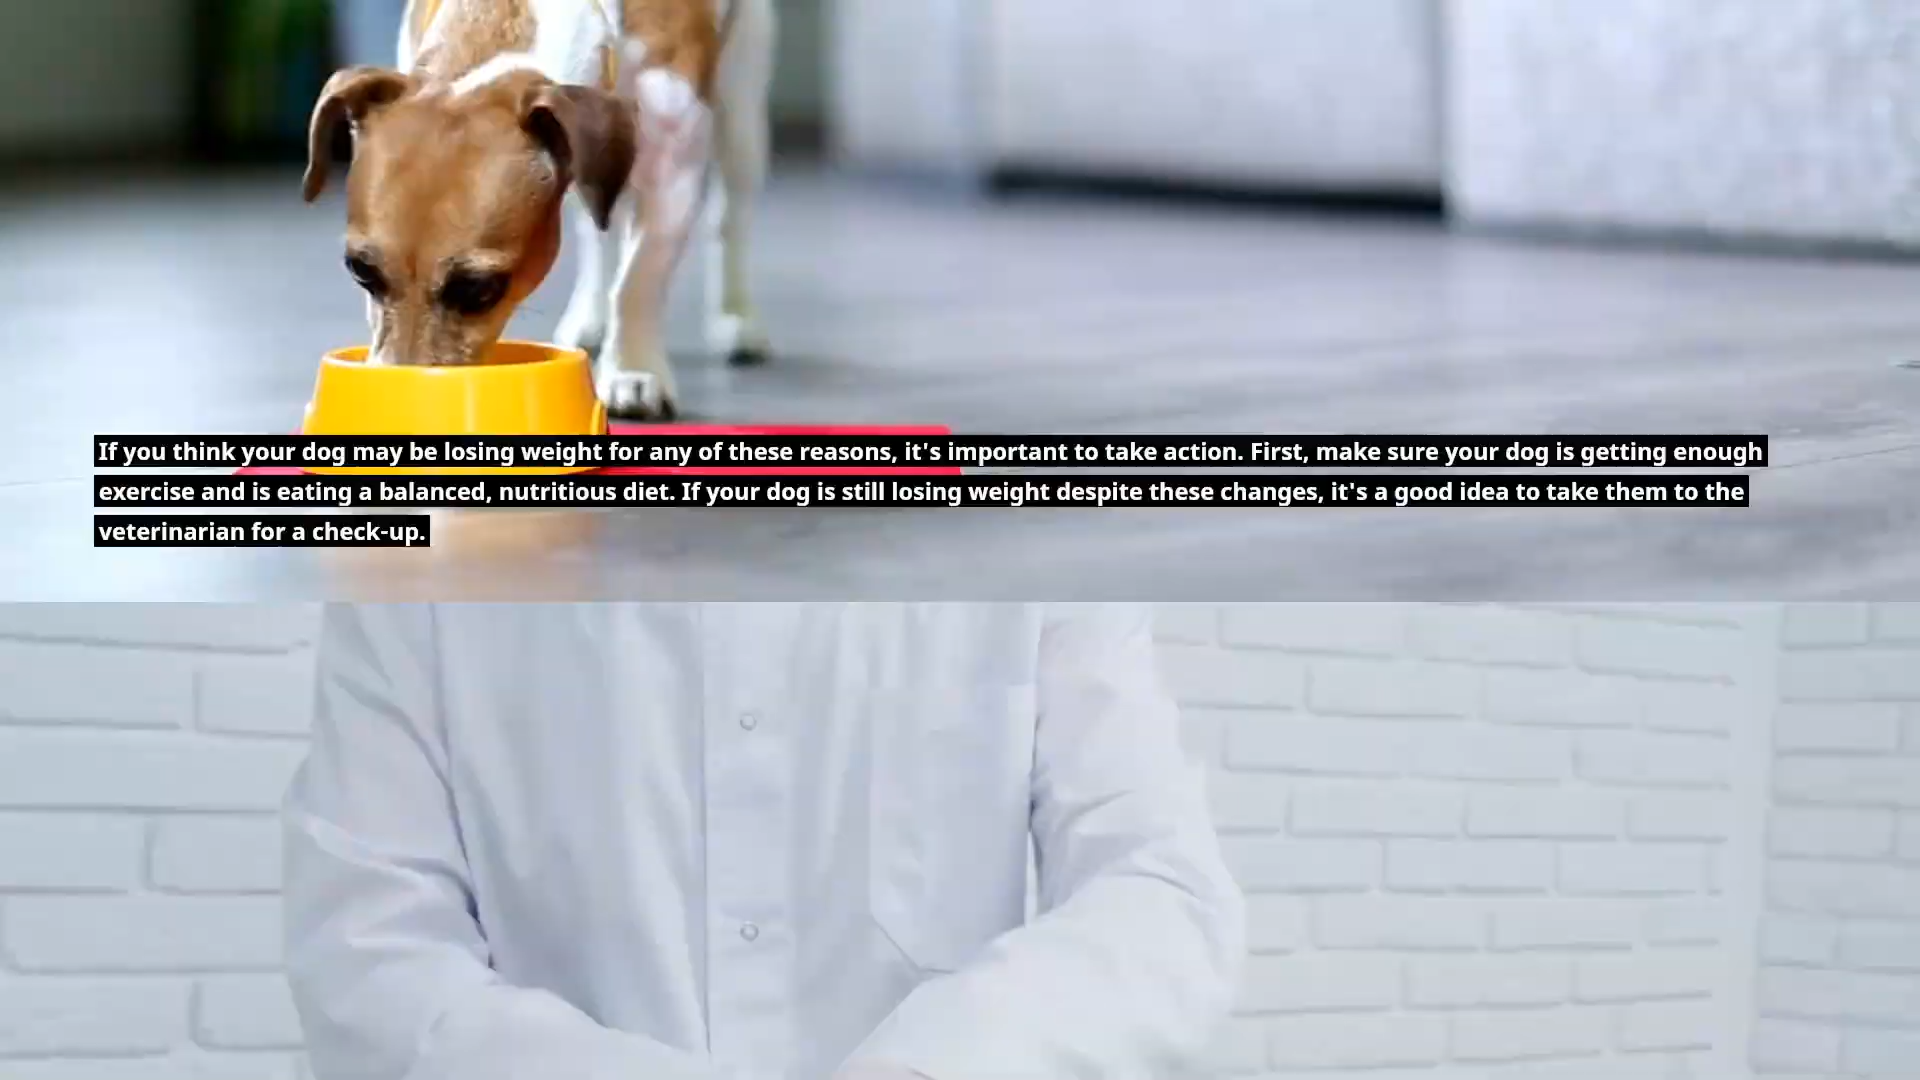 If you think your dog may be losing weight for any of these reasons, it's important to take action. First, make sure your dog is getting enough
exercise and is eating a balanced, nutritious diet. If your dog is still losing weight despite these changes, it's a good idea to take them to the
veterinarian for a check-up.